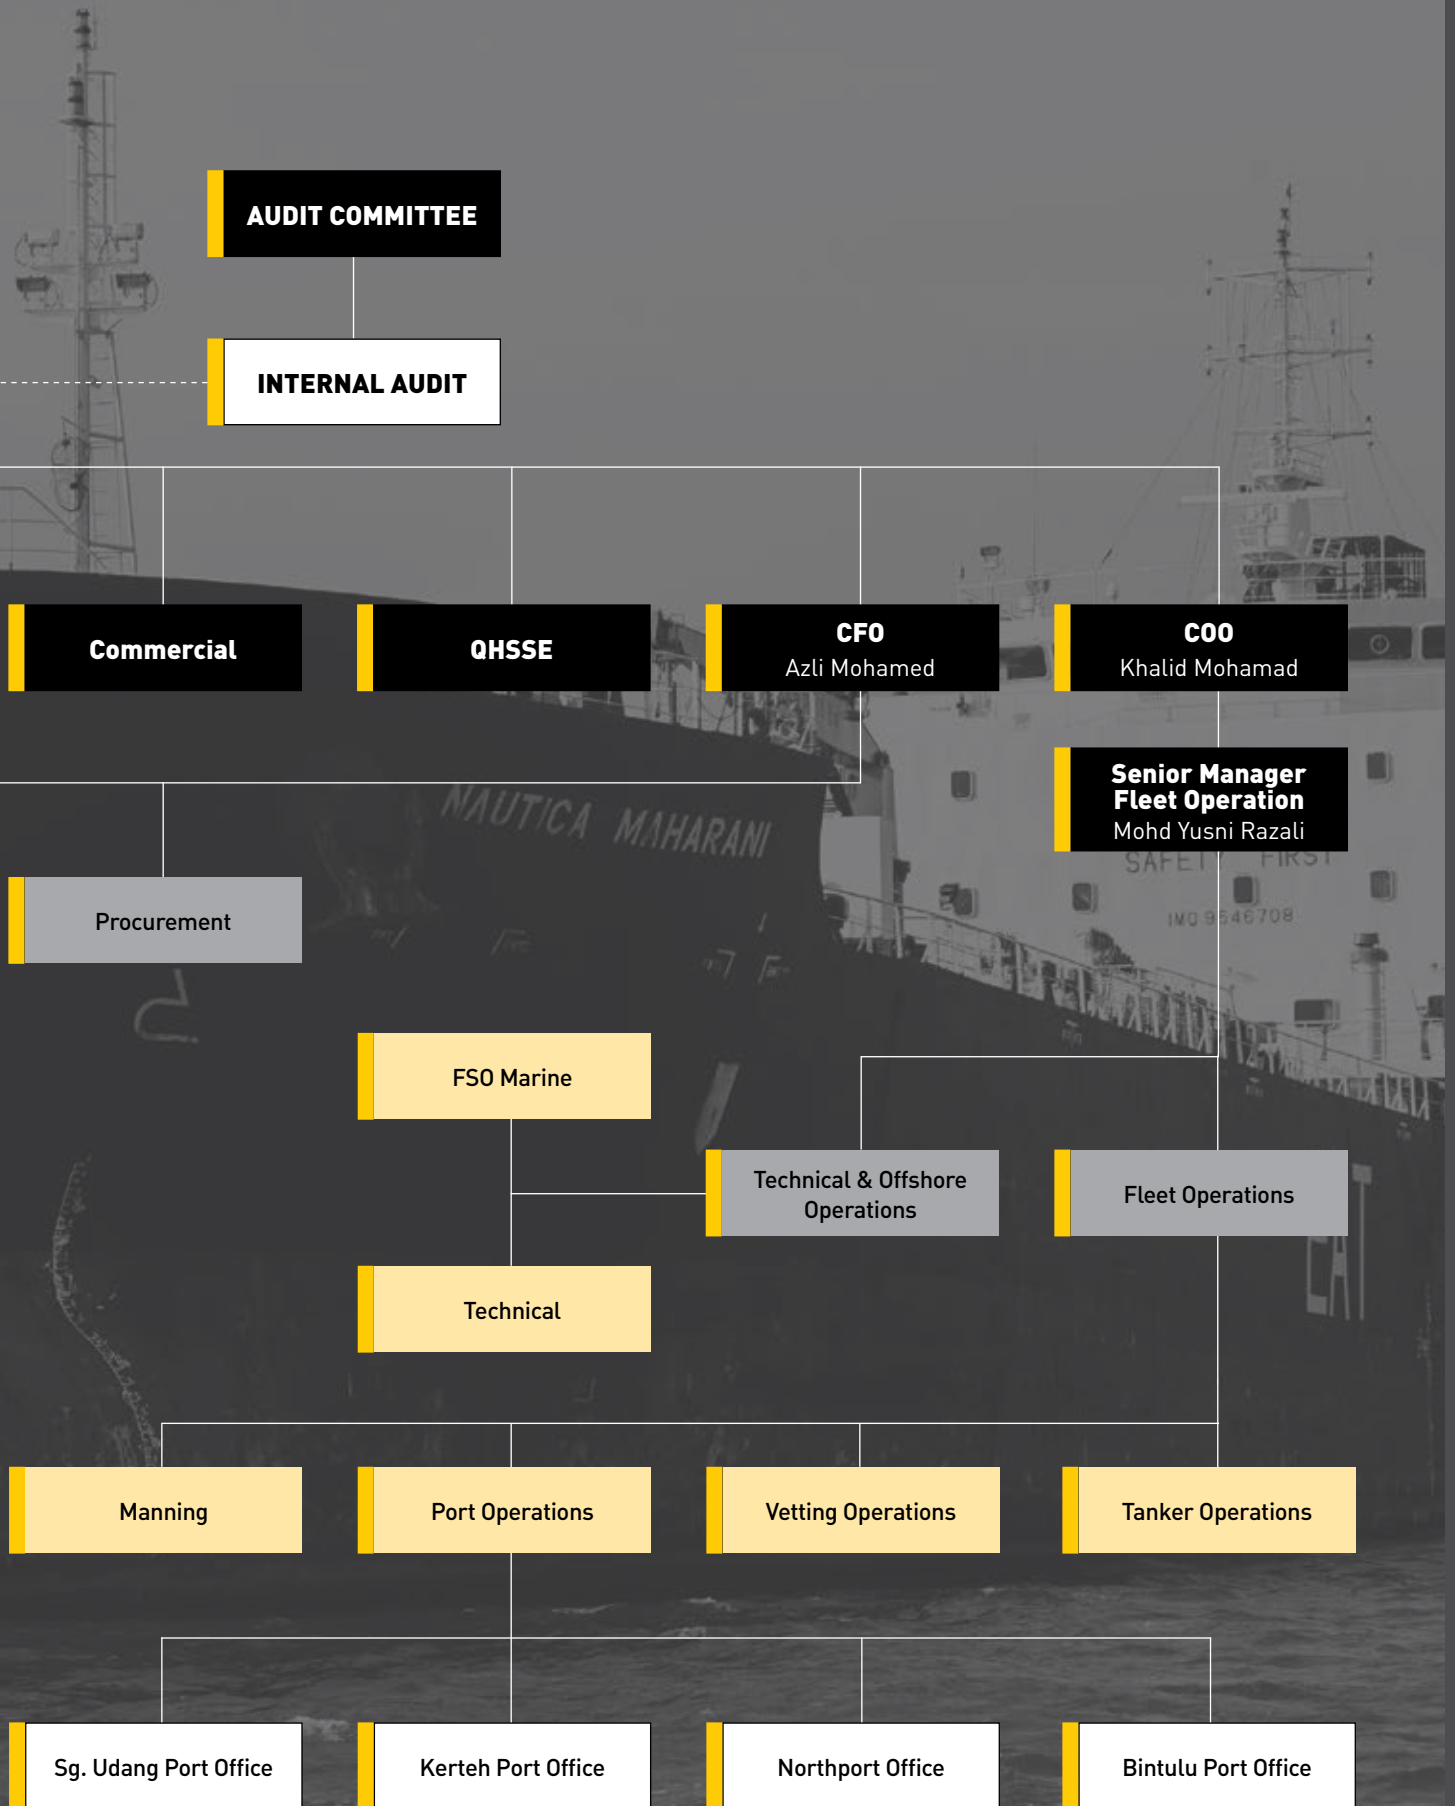 AUDIT COMMITTEE
INTERNAL AUDIT
Commercial
QHSSE
CFO
Azli Mohamed
COO
Khalid Mohamad
Senior Manager
Fleet Operation
Mohd Yusni Razali
NAUTICA MAHARANI
SAFETY FIRST
IMO 9546708
Procurement
FSO Marine
Technical & Offshore
Operations
Fleet Operations
Technical
Manning
Port Operations
Vetting Operations
Tanker Operations
Sg. Udang Port Office
Kerteh Port Office
Northport Office
Bintulu Port Office